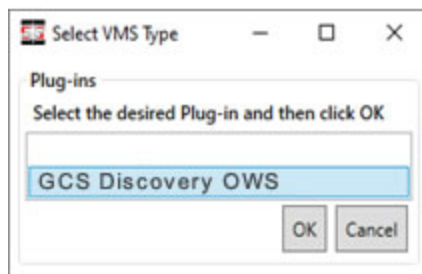 Select VMS Type
Plug-ins
Select the desired Plug-in and then click OK
GCS Discovery OWS
OK Cancel